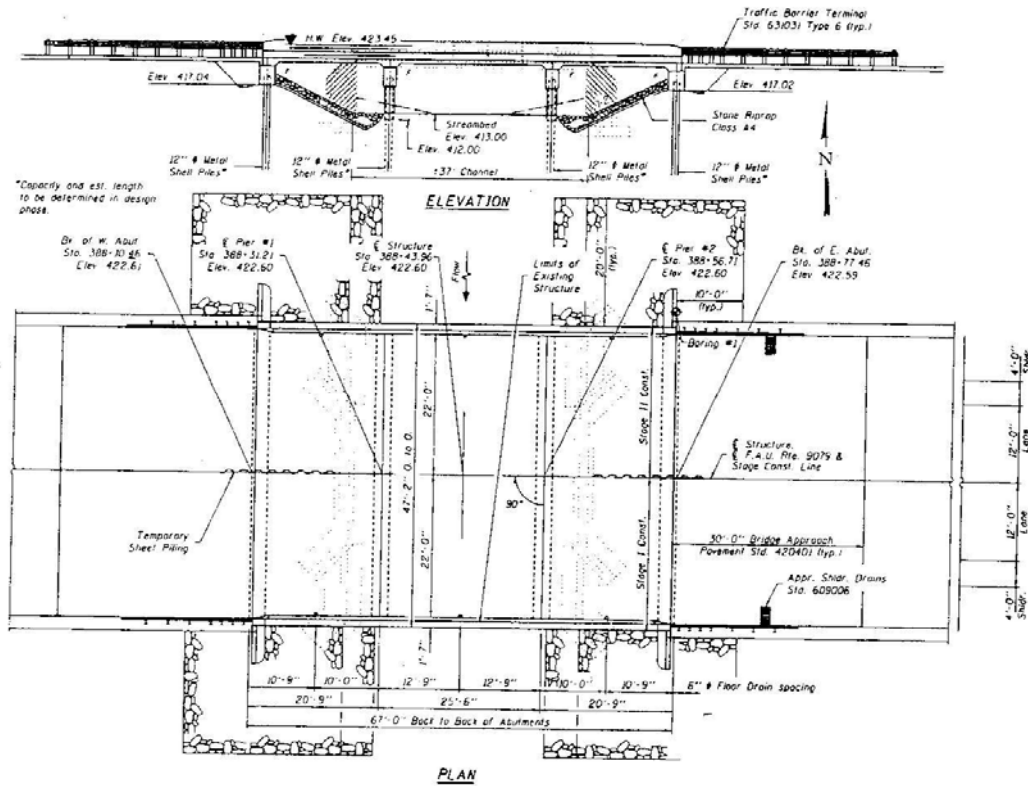 Traffic Barrier Terminal
Std. 631031 Type 6 (typ.)
H.W. Elev. 423.45
Elev. 417.04
Elev. 417.02
Streambed
Elev. 413.00
Elev. 412.00
Stone Riprap
Class A4
12" ϕ Metal
Shell Piles*
12" ϕ Metal
Shell Piles*
±37' Channel
12" ϕ Metal
Shell Piles*
12" ϕ Metal
Shell Piles*
N
*Capacity and est. length
to be determined in design
phase.
ELEVATION
Bk. of W. Abut.
Sta. 388+10.46
Elev. 422.61
℄ Pier #1
Sta. 388+31.21
Elev. 422.60
℄ Structure
Sta. 388+43.96
Elev. 422.60
Flow
Limits of
Existing
Structure
20'-0"
(typ.)
℄ Pier #2
Sta. 388+56.71
Elev. 422.60
Bk. of E. Abut.
Sta. 388+77.46
Elev. 422.59
10'-0"
(typ.)
1'-7"
Boring #1
22'-0"
47'-2" O. to O.
Stage II Const.
4'-0"
Shldr.
12'-0"
Lane
℄ Structure,
℄ F.A.U. Rte. 9079 &
Stage Const. Line
90°
Temporary
Sheet Piling
22'-0"
Stage I Const.
12'-0"
Lane
30'-0" Bridge Approach
Pavement Std. 420401 (typ.)
Appr. Shldr. Drains
Std. 609006
4'-0"
Shldr.
1'-7"
10'-9" 10'-0" 12'-9" 12'-9" 10'-0" 10'-9" 6" ϕ Floor Drain spacing
20'-9" 25'-6" 20'-9"
67'-0" Back to Back of Abutments
PLAN